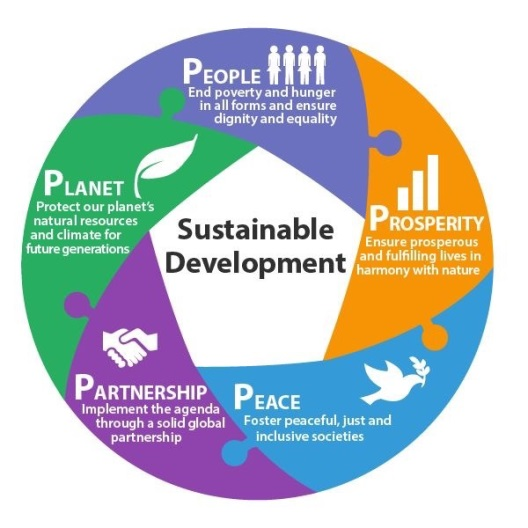 PEOPLE
End poverty and hunger
in all forms and ensure
dignity and equality
PROSPERITY
Ensure prosperous
and fulfilling lives in
harmony with nature
PEACE
Foster peaceful, just and
inclusive societies
PARTNERSHIP
Implement the agenda
through a solid global
partnership
PLANET
Protect our planet's
natural resources
and climate for
future generations
Sustainable
Development